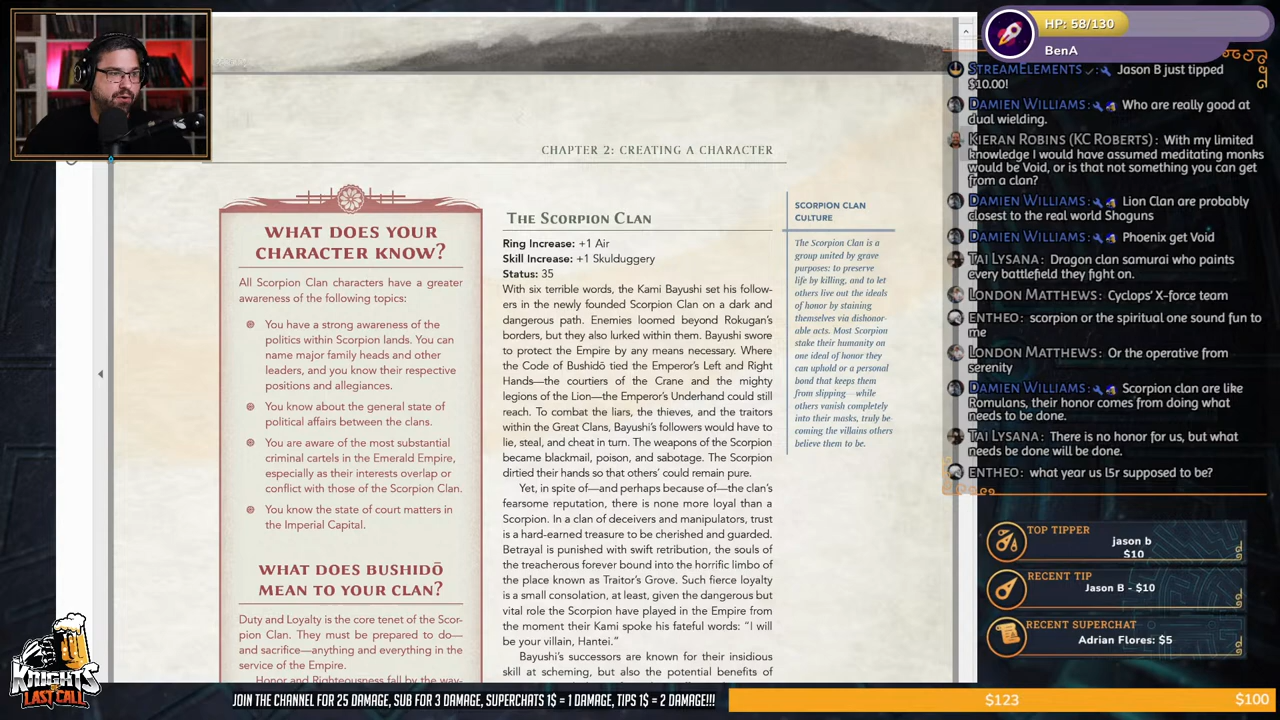 CHAPTER 2: CREATING A CHARACTER
WHAT DOES YOUR
CHARACTER KNOW?
All Scorpion Clan characters have a greater
awareness of the following topics:
You have a strong awareness of the
politics within Scorpion lands. You can
name major family heads and other
leaders, and you know their respective
positions and allegiances.
You know about the general state of
political affairs between the clans.
You are aware of the most substantial
criminal cartels in the Emerald Empire,
especially as their interests overlap or
conflict with those of the Scorpion Clan.
You know the state of court matters in
the Imperial Capital.
WHAT DOES BUSHIDŌ
MEAN TO YOUR CLAN?
Duty and Loyalty is the core tenet of the Scor-
pion Clan. They must be prepared to do—
and sacrifice—anything and everything in the
service of the Empire.
Honor and Righteousness fall by the way-
THE SCORPION CLAN
Ring Increase: +1 Air
Skill Increase: +1 Skulduggery
Status: 35
With six terrible words, the Kami Bayushi set his follow-
ers in the newly founded Scorpion Clan on a dark and
dangerous path. Enemies loomed beyond Rokugan's
borders, but they also lurked within them. Bayushi swore
to protect the Empire by any means necessary. Where
the Code of Bushidō tied the Emperor's Left and Right
Hands—the courtiers of the Crane and the mighty
legions of the Lion—the Emperor's Underhand could still
reach. To combat the liars, the thieves, and the traitors
within the Great Clans, Bayushi's followers would have to
lie, steal, and cheat in turn. The weapons of the Scorpion
became blackmail, poison, and sabotage. The Scorpion
dirtied their hands so that others' could remain pure.
Yet, in spite of—and perhaps because of—the clan's
fearsome reputation, there is none more loyal than a
Scorpion. In a clan of deceivers and manipulators, trust
is a hard-earned treasure to be cherished and guarded.
Betrayal is punished with swift retribution, the souls of
the treacherous forever bound into the horrific limbo of
the place known as Traitor's Grove. Such fierce loyalty
is a small consolation, at least, given the dangerous but
vital role the Scorpion have played in the Empire from
the moment their Kami spoke his fateful words: "I will
be your villain, Hantei."
Bayushi's successors are known for their insidious
skill at scheming, but also the potential benefits of
SCORPION CLAN
CULTURE
The Scorpion Clan is a
group united by grave
purposes: to preserve
life by killing, and to let
others live out the ideals
of honor by staining
themselves via dishonor-
able acts. Most Scorpion
stake their humanity on
one ideal of honor they
can uphold or a personal
bond that keeps them
from slipping—while
others vanish completely
into their masks, truly be-
coming the villains others
believe them to be.
HP: 58/130
BenA
STREAMELEMENTS : Jason B just tipped
$10.00!
DAMIEN WILLIAMS: Who are really good at
dual wielding.
KIERAN ROBINS (KC ROBERTS): With my limited
knowledge I would have assumed meditating monks
would be Void, or is that not something you can get
from a clan?
DAMIEN WILLIAMS: Lion Clan are probably
closest to the real world Shoguns
DAMIEN WILLIAMS: Phoenix get Void
TAI LYSANA: Dragon clan samurai who paints
every battlefield they fight on.
LONDON MATTHEWS: Cyclops' X-force team
ENTHEO: scorpion or the spiritual one sound fun to
me
LONDON MATTHEWS: Or the operative from
serenity
DAMIEN WILLIAMS: Scorpion clan are like
Romulans, their honor comes from doing what
needs to be done.
TAI LYSANA: There is no honor for us, but what
needs be done will be done.
ENTHEO: what year us l5r supposed to be?
TOP TIPPER
jason b
$10
RECENT TIP
Jason B - $10
RECENT SUPERCHAT
Adrian Flores: $5
KNIGHTS
OF
LAST CALL
JOIN THE CHANNEL FOR 25 DAMAGE, SUB FOR 3 DAMAGE, SUPERCHATS 1$ = 1 DAMAGE, TIPS 1$ = 2 DAMAGE!!!
$123
$100